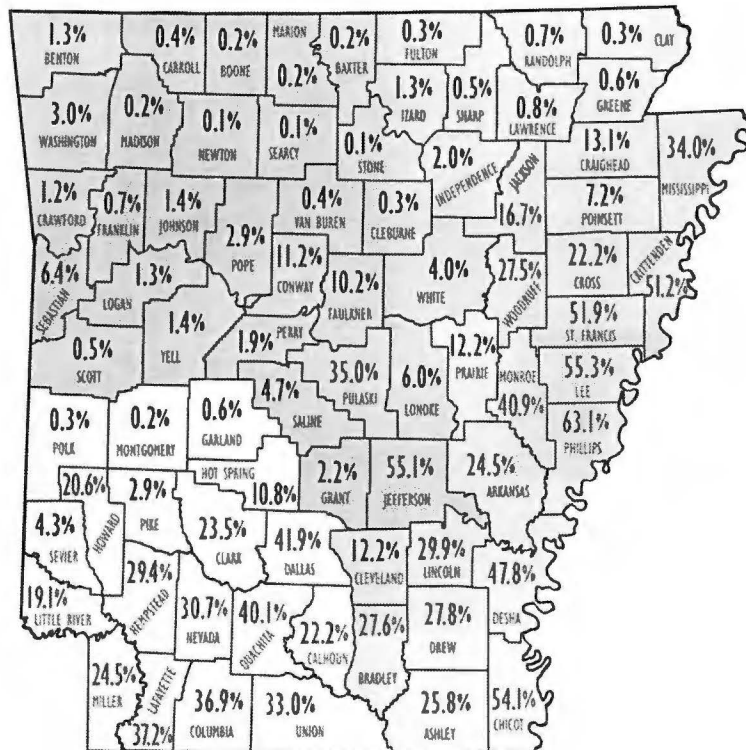 1.3%
BENTON
0.4%
CARROLL
0.2%
BOONE
MARION
0.2%
0.2%
BAXTER
0.3%
FULTON
0.7%
RANDOLPH
0.3% CLAY
3.0%
WASHINGTON
0.2%
MADISON
0.1%
NEWTON
0.1%
SEARCY
0.1%
STONE
1.3%
IZARD
0.5%
SHARP
0.8%
LAWRENCE
0.6%
GREENE
2.0%
INDEPENDENCE
JACKSON
16.7%
13.1%
CRAIGHEAD
34.0%
MISSISSIPPI
1.2%
CRAWFORD
0.7%
FRANKLIN
1.4%
JOHNSON
2.9%
POPE
0.4%
VAN BUREN
0.3%
CLEBURNE
7.2%
POINSETT
6.4%
SEBASTIAN
1.3%
LOGAN
11.2%
CONWAY
10.2%
FAULKNER
4.0%
WHITE
27.5%
WOODRUFF
22.2%
CROSS
CRITTENDEN
51.2%
0.5%
SCOTT
1.4%
YELL
PERRY
1.9%
35.0%
PULASKI
6.0%
LONOKE
12.2%
PRAIRIE
MONROE
40.9%
51.9%
ST. FRANCIS
55.3%
LEE
63.1%
PHILLIPS
0.3%
POLK
0.2%
MONTGOMERY
0.6%
GARLAND
4.7%
SALINE
HOT SPRING
10.8%
2.2%
GRANT
55.1%
JEFFERSON
24.5%
ARKANSAS
20.6%
HOWARD
2.9%
PIKE
4.3%
SEVIER
23.5%
CLARK
41.9%
DALLAS
12.2%
CLEVELAND
29.9%
LINCOLN
47.8%
DESHA
19.1%
LITTLE RIVER
29.4%
HEMPSTEAD
30.7%
NEVADA
40.1%
OUACHITA
22.2%
CALHOUN
27.6%
BRADLEY
27.8%
DREW
24.5%
MILLER
LAFAYETTE
37.2%
36.9%
COLUMBIA
33.0%
UNION
25.8%
ASHLEY
54.1%
CHICOT